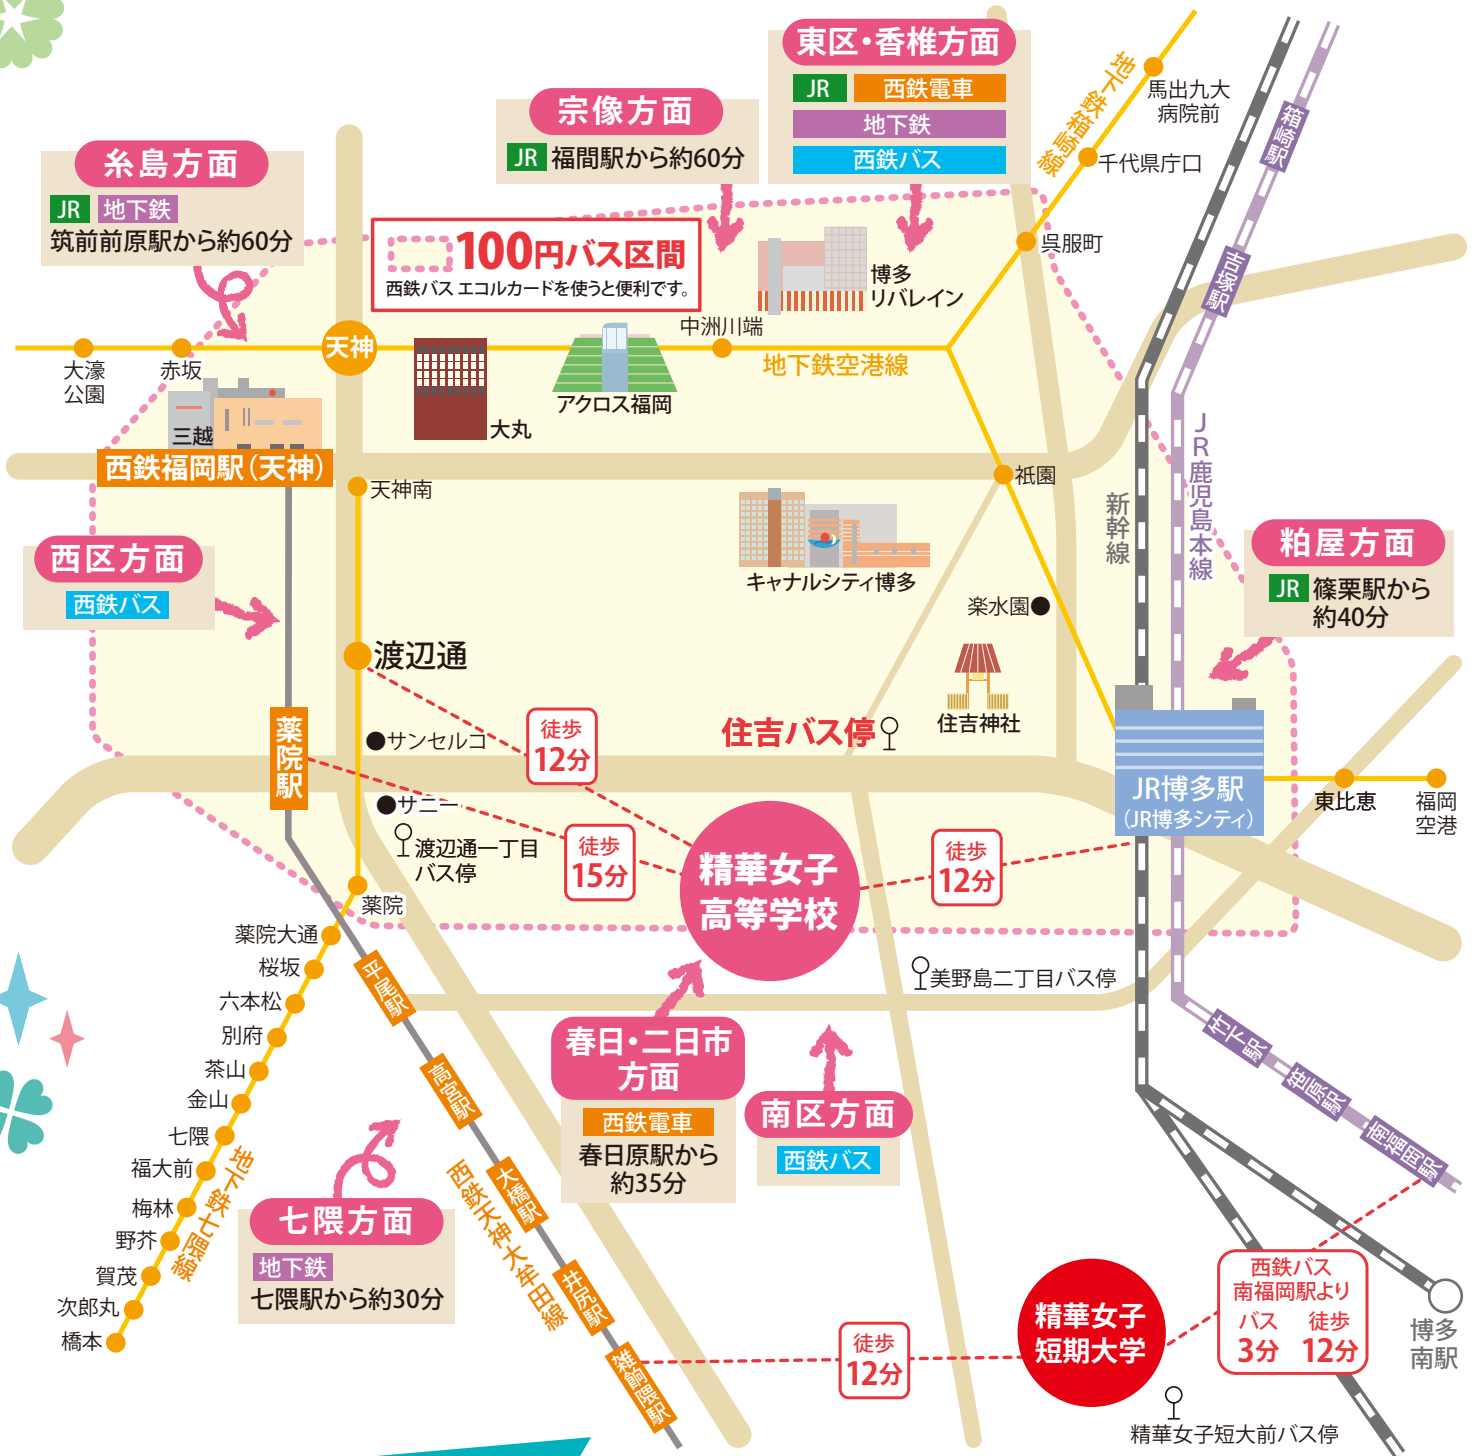 東区・香椎方面
JR 西鉄電車
地下鉄
西鉄バス
宗像方面
JR 福間駅から約60分
糸島方面
JR 地下鉄
筑前前原駅から約60分
100円バス区間
西鉄バス エコルカードを使うと便利です。
地下鉄箱崎線
馬出九大
病院前
千代県庁口
呉服町
箱崎駅
吉塚駅
博多
リバレイン
中洲川端
地下鉄空港線
天神
大濠
公園
赤坂
三越
大丸
アクロス福岡
西鉄福岡駅(天神)
天神南
祇園
新幹線
JR鹿児島本線
キャナルシティ博多
粕屋方面
JR 篠栗駅から
約40分
西区方面
西鉄バス
楽水園
渡辺通
住吉神社
住吉バス停
薬院駅
サンセルコ
徒歩
12分
サニー
渡辺通一丁目
バス停
徒歩
15分
精華女子
高等学校
徒歩
12分
JR博多駅
(JR博多シティ)
東比恵
福岡
空港
薬院
薬院大通
桜坂
六本松
別府
茶山
金山
七隈
福大前
梅林
野芥
賀茂
次郎丸
橋本
地下鉄七隈線
平尾駅
高宮駅
大橋駅
井尻駅
雑餉隈駅
西鉄天神大牟田線
美野島二丁目バス停
春日・二日市
方面
西鉄電車
春日原駅から
約35分
南区方面
西鉄バス
七隈方面
地下鉄
七隈駅から約30分
竹下駅
笹原駅
南福岡駅
徒歩
12分
精華女子
短期大学
西鉄バス
南福岡駅より
バス 徒歩
3分 12分
博多
南駅
精華女子短大前バス停